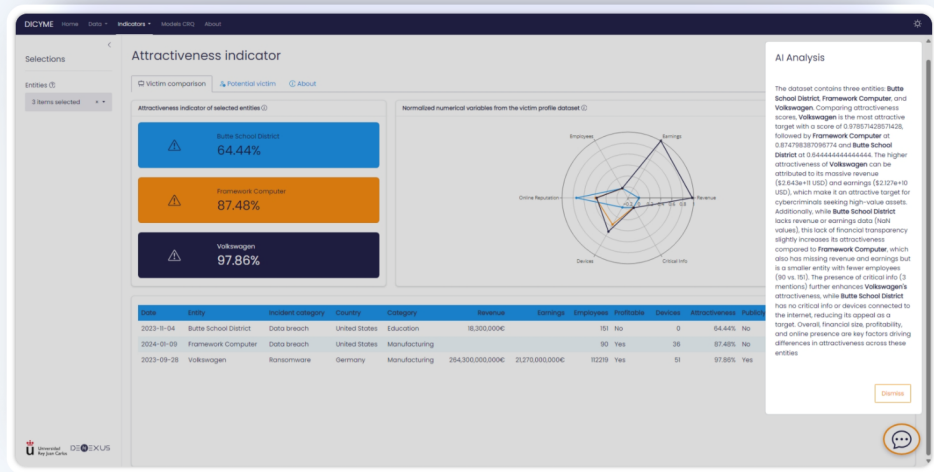 DICYME Home Data Indicators Models CRQ About
Selections
Entities
3 items selected
Attractiveness indicator
Victim comparison Potential victim About
Attractiveness indicator of selected entities
Butte School District
64.44%
Framework Computer
87.48%
Volkswagen
97.86%
Normalized numerical variables from the victim profile dataset
Employees Earnings
Online Reputation Revenue
Devices Critical Info
Date Entity Incident category Country Category Revenue Earnings Employees Profitable Devices Attractiveness Publicly
2023-11-04 Butte School District Data breach United States Education 18,300,000€ 151 No 0 64.44% No
2024-01-09 Framework Computer Data breach United States Manufacturing 90 Yes 36 87.48% No
2023-09-28 Volkswagen Ransomware Germany Manufacturing 264,300,000,000€ 21,270,000,000€ 112219 Yes 51 97.86% Yes
AI Analysis
The dataset contains three entities: Butte
School District, Framework Computer, and
Volkswagen. Comparing attractiveness
scores, Volkswagen is the most attractive
target with a score of 0.978571428571428,
followed by Framework Computer at
0.874798387096774 and Butte School
District at 0.644444444444444. The higher
attractiveness of Volkswagen can be
attributed to its massive revenue
($2.643e+11 USD) and earnings ($2.127e+10
USD), which make it an attractive target for
cybercriminals seeking high-value assets.
Additionally, while Butte School District
lacks revenue or earnings data (NaN
values), this lack of financial transparency
slightly increases its attractiveness
compared to Framework Computer, which
also has missing revenue and earnings but
is a smaller entity with fewer employees
(90 vs. 151). The presence of critical info (3
mentions) further enhances Volkswagen's
attractiveness, while Butte School District
has no critical info or devices connected to
the internet, reducing its appeal as a
target. Overall, financial size, profitability,
and online presence are key factors driving
differences in attractiveness across these
entities
Dismiss
Universidad
Rey Juan Carlos
DENEXUS